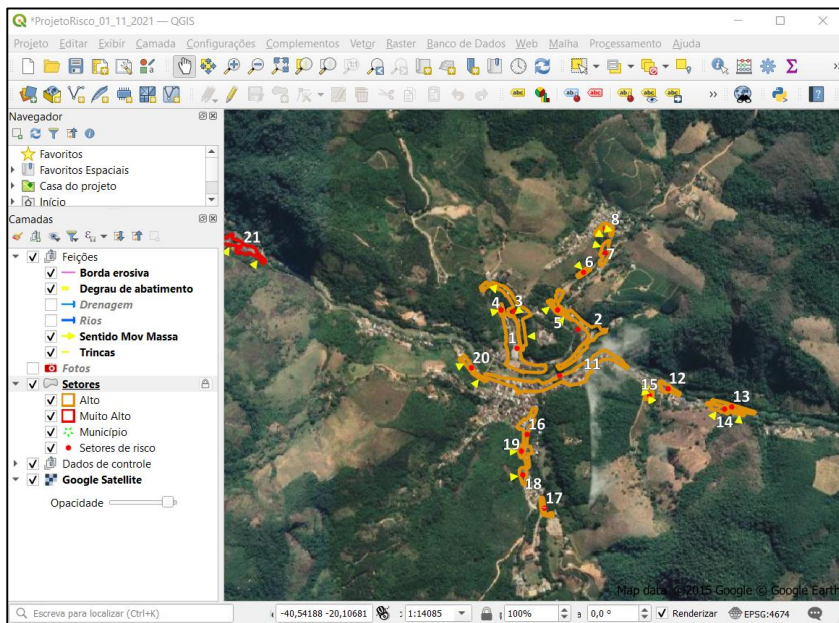 *ProjetoRisco_01_11_2021 — QGIS
Projeto Editar Exibir Camada Configurações Complementos Vetor Raster Banco de Dados Web Malha Processamento Ajuda
Navegador
Favoritos
Favoritos Espaciais
Casa do projeto
Início
Camadas
Feições
Borda erosiva
Degrau de abatimento
Drenagem
Rios
Sentido Mov Massa
Trincas
Fotos
Setores
Alto
Muito Alto
Município
Setores de risco
Dados de controle
Google Satellite
Opacidade
21
8
7
6
4
3
5
2
1
11
20
12
15
13
14
16
19
18
17
Map data © 2015 Google © Google Earth
Escreva para localizar (Ctrl+K)
-40,54188 -20,10681
1:14085
100%
0,0 °
Renderizar
EPSG:4674